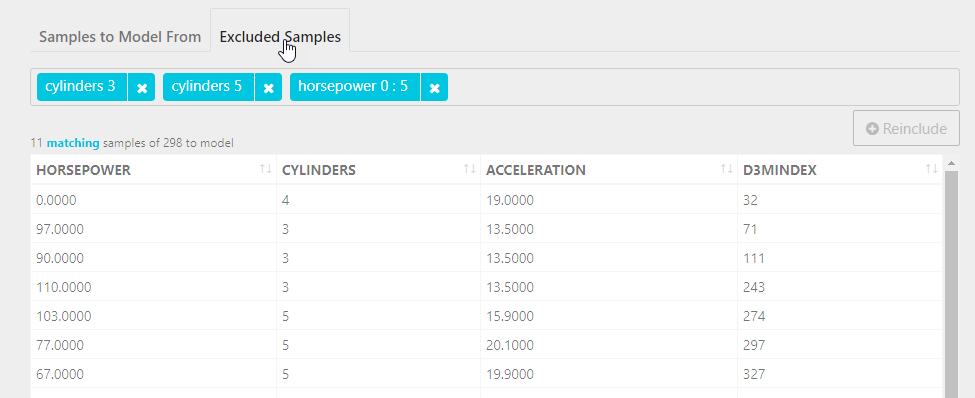 Samples to Model From Excluded Samples
cylinders 3 ✖ cylinders 5 ✖ horsepower 0 : 5 ✖
Reinclude
11 matching samples of 298 to model
HORSEPOWER CYLINDERS ACCELERATION D3MINDEX
0.0000 4 19.0000 32
97.0000 3 13.5000 71
90.0000 3 13.5000 111
110.0000 3 13.5000 243
103.0000 5 15.9000 274
77.0000 5 20.1000 297
67.0000 5 19.9000 327